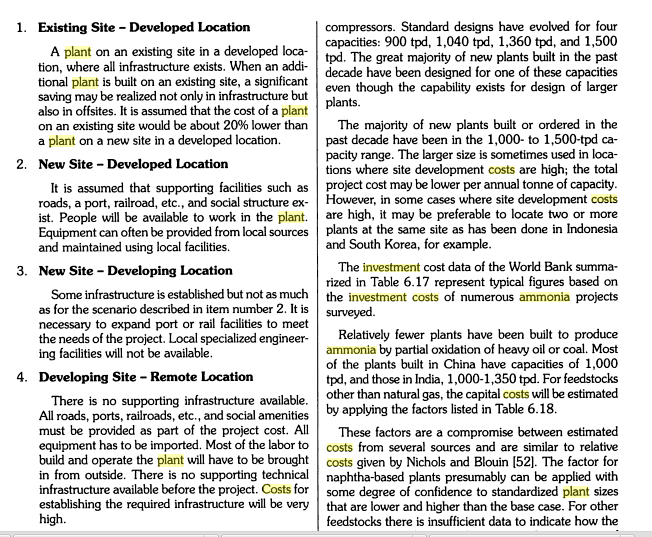 1. Existing Site – Developed Location
A plant on an existing site in a developed loca-
tion, where all infrastructure exists. When an addi-
tional plant is built on an existing site, a significant
saving may be realized not only in infrastructure but
also in offsites. It is assumed that the cost of a plant
on an existing site would be about 20% lower than
a plant on a new site in a developed location.
2. New Site – Developed Location
It is assumed that supporting facilities such as
roads, a port, railroad, etc., and social structure ex-
ist. People will be available to work in the plant.
Equipment can often be provided from local sources
and maintained using local facilities.
3. New Site – Developing Location
Some infrastructure is established but not as much
as for the scenario described in item number 2. It is
necessary to expand port or rail facilities to meet
the needs of the project. Local specialized engineer-
ing facilities will not be available.
4. Developing Site – Remote Location
There is no supporting infrastructure available.
All roads, ports, railroads, etc., and social amenities
must be provided as part of the project cost. All
equipment has to be imported. Most of the labor to
build and operate the plant will have to be brought
in from outside. There is no supporting technical
infrastructure available before the project. Costs for
establishing the required infrastructure will be very
high.
compressors. Standard designs have evolved for four
capacities: 900 tpd, 1,040 tpd, 1,360 tpd, and 1,500
tpd. The great majority of new plants built in the past
decade have been designed for one of these capacities
even though the capability exists for design of larger
plants.
The majority of new plants built or ordered in the
past decade have been in the 1,000- to 1,500-tpd ca-
pacity range. The larger size is sometimes used in loca-
tions where site development costs are high; the total
project cost may be lower per annual tonne of capacity.
However, in some cases where site development costs
are high, it may be preferable to locate two or more
plants at the same site as has been done in Indonesia
and South Korea, for example.
The investment cost data of the World Bank summa-
rized in Table 6.17 represent typical figures based on
the investment costs of numerous ammonia projects
surveyed.
Relatively fewer plants have been built to produce
ammonia by partial oxidation of heavy oil or coal. Most
of the plants built in China have capacities of 1,000
tpd, and those in India, 1,000-1,350 tpd. For feedstocks
other than natural gas, the capital costs will be estimated
by applying the factors listed in Table 6.18.
These factors are a compromise between estimated
costs from several sources and are similar to relative
costs given by Nichols and Blouin [52]. The factor for
naphtha-based plants presumably can be applied with
some degree of confidence to standardized plant sizes
that are lower and higher than the base case. For other
feedstocks there is insufficient data to indicate how the